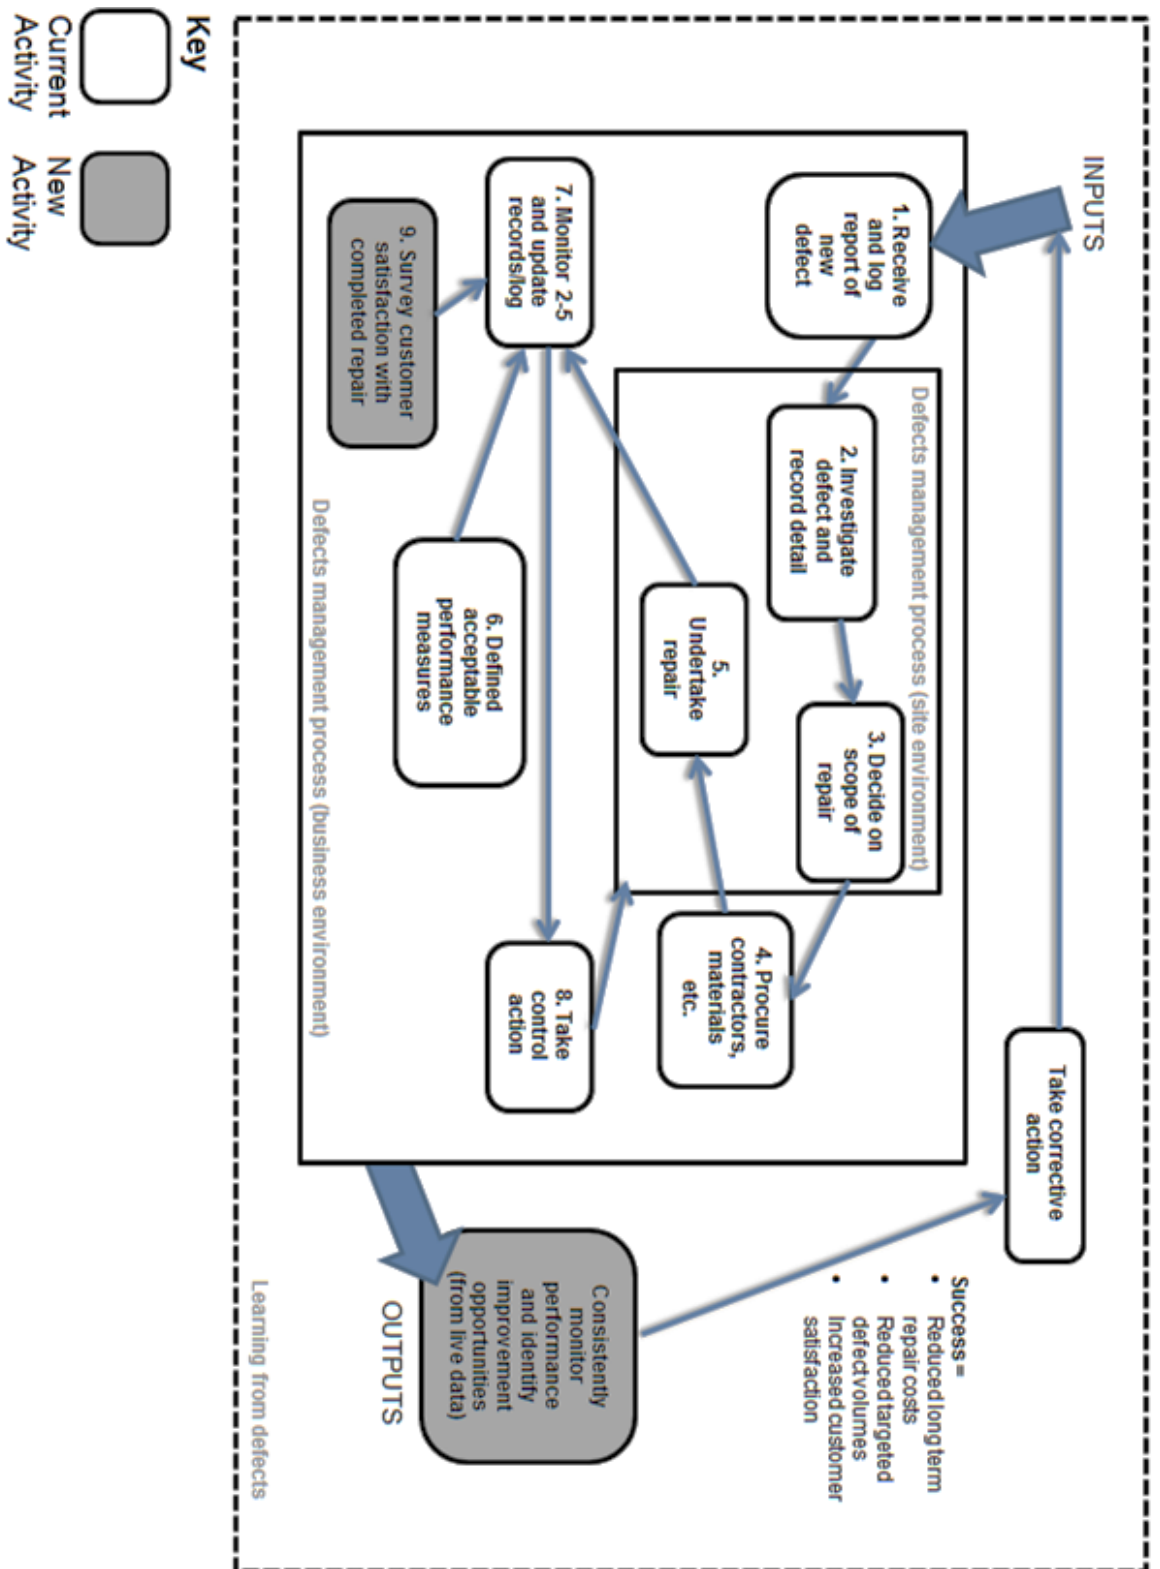 INPUTS
Take corrective
action
Success =
• Reduced long term
repair costs
• Reduced targeted
defect volumes
• Increased customer
satisfaction
Defects management process (site environment)
1. Receive
and log
report of
new
defect
2. Investigate
defect and
record detail
3. Decide on
scope of
repair
4. Procure
contractors,
materials
etc.
5.
Undertake
repair
7. Monitor 2-5
and update
records/log
6. Defined
acceptable
performance
measures
8. Take
control
action
9. Survey customer
satisfaction with
completed repair
Defects management process (business environment)
Consistently
monitor
performance
and identify
improvement
opportunities
(from live data)
OUTPUTS
Learning from defects
Key
Current
Activity
New
Activity